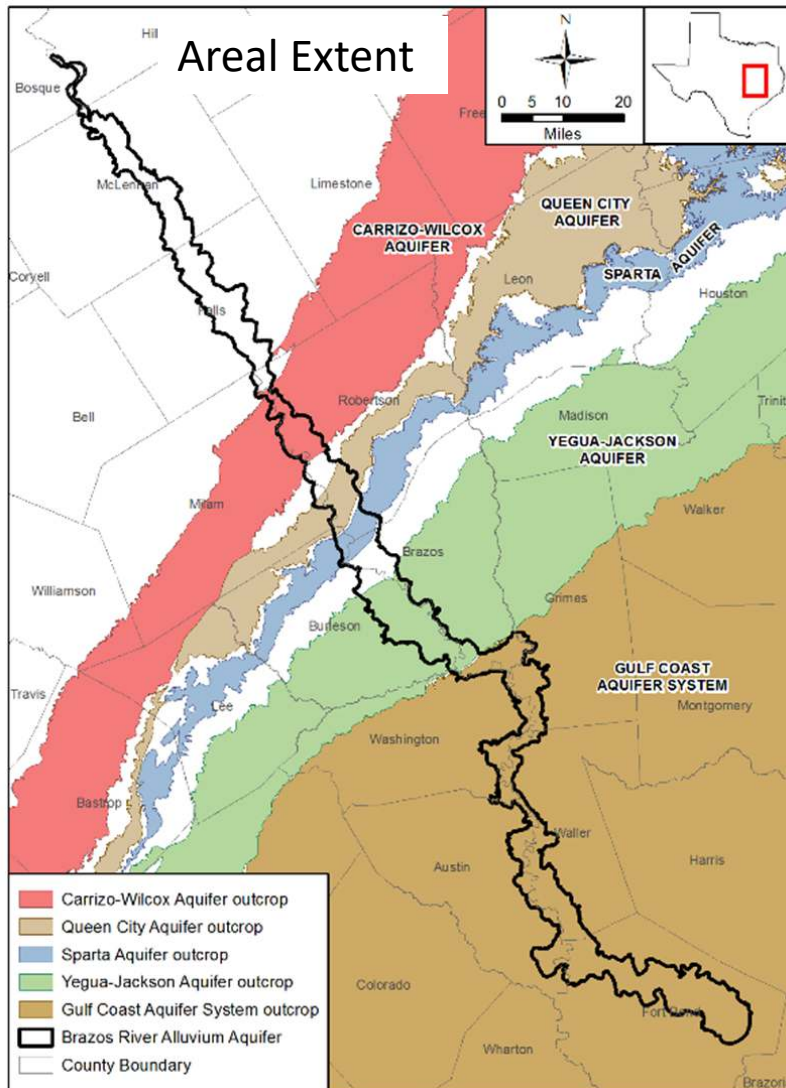 Areal Extent
N
0 5 10 20
Miles
Hill
Bosque
Free
McLennan
Limestone
CARRIZO-WILCOX
AQUIFER
QUEEN CITY
AQUIFER
SPARTA AQUIFER
Coryell
Leon
Houston
Falls
Bell
Robertson
Madison
Trinit
YEGUA-JACKSON
AQUIFER
Milam
Walker
Williamson
Brazos
Grimes
Burleson
GULF COAST
AQUIFER SYSTEM
Travis
Lee
Montgomery
Washington
Bastrop
Waller
Austin
Harris
Colorado
Fort Bend
Wharton
Brazori
Carrizo-Wilcox Aquifer outcrop
Queen City Aquifer outcrop
Sparta Aquifer outcrop
Yegua-Jackson Aquifer outcrop
Gulf Coast Aquifer System outcrop
Brazos River Alluvium Aquifer
County Boundary